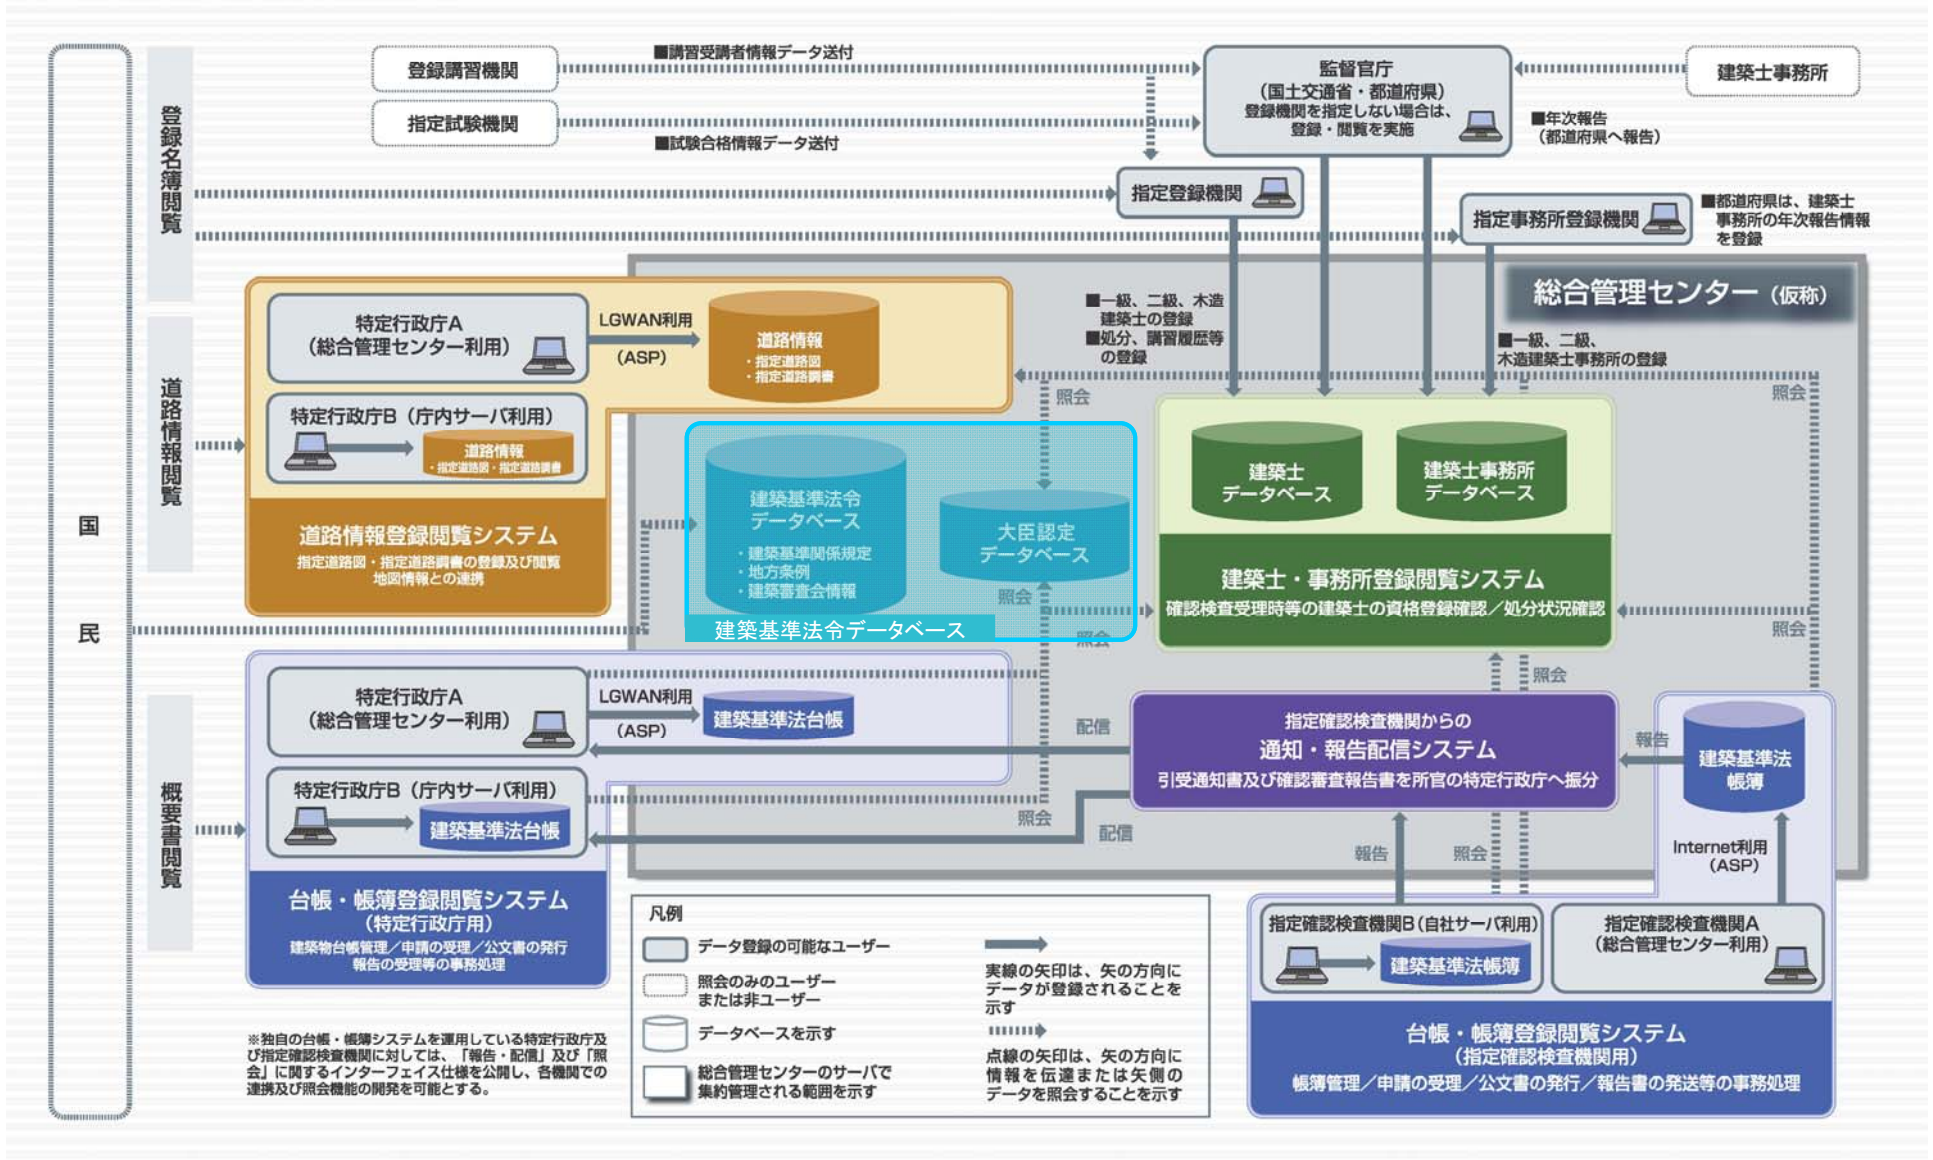 国
民
登録名簿閲覧
道路情報閲覧
概要書閲覧
登録講習機関
指定試験機関
■講習受講者情報データ送付
■試験合格情報データ送付
監督官庁
(国土交通省・都道府県)
登録機関を指定しない場合は、
登録・閲覧を実施
建築士事務所
■年次報告
(都道府県へ報告)
指定登録機関
指定事務所登録機関
■都道府県は、建築士
事務所の年次報告情報
を登録
総合管理センター(仮称)
特定行政庁A
(総合管理センター利用)
LGWAN利用
(ASP)
道路情報
・指定道路図
・指定道路調書
特定行政庁B(庁内サーバ利用)
道路情報
・指定道路図・指定道路調書
道路情報登録閲覧システム
指定道路図・指定道路調書の登録及び閲覧
地図情報との連携
■一級、二級、木造
建築士の登録
■処分、講習履歴等
の登録
■一級、二級、
木造建築士事務所の登録
照会
照会
建築基準法令
データベース
・建築基準関係規定
・地方条例
・建築審査会情報
大臣認定
データベース
照会
建築基準法令データベース
照会
建築士
データベース
建築士事務所
データベース
建築士・事務所登録閲覧システム
確認検査受理時等の建築士の資格登録確認／処分状況確認
照会
照会
特定行政庁A
(総合管理センター利用)
LGWAN利用
(ASP)
建築基準法台帳
配信
特定行政庁B(庁内サーバ利用)
建築基準法台帳
照会
配信
台帳・帳簿登録閲覧システム
(特定行政庁用)
建築物台帳管理／申請の受理／公文書の発行
報告の受理等の事務処理
指定確認検査機関からの
通知・報告配信システム
引受通知書及び確認審査報告書を所官の特定行政庁へ振分
報告
建築基準法
帳簿
報告
照会
Internet利用
(ASP)
指定確認検査機関B(自社サーバ利用)
建築基準法帳簿
指定確認検査機関A
(総合管理センター利用)
台帳・帳簿登録閲覧システム
(指定確認検査機関用)
帳簿管理／申請の受理／公文書の発行／報告書の発送等の事務処理
凡例
データ登録の可能なユーザー
照会のみのユーザー
または非ユーザー
データベースを示す
総合管理センターのサーバで
集約管理される範囲を示す
実線の矢印は、矢の方向に
データが登録されることを
示す
点線の矢印は、矢の方向に
情報を伝達または矢側の
データを照会することを示す
※独自の台帳・帳簿システムを運用している特定行政庁及
び指定確認検査機関に対しては、「報告・配信」及び「照
会」に関するインターフェイス仕様を公開し、各機関での
連携及び照会機能の開発を可能とする。